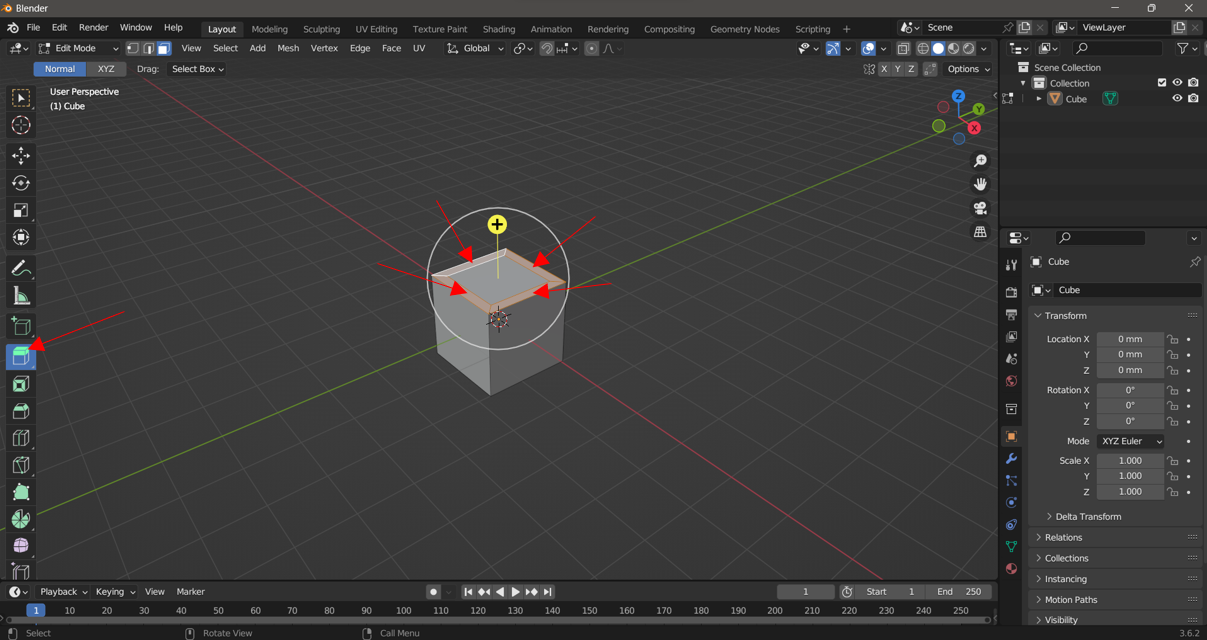 Blender
File Edit Render Window Help Layout Modeling Sculpting UV Editing Texture Paint Shading Animation Rendering Compositing Geometry Nodes Scripting + Scene ViewLayer
Edit Mode View Select Add Mesh Vertex Edge Face UV Global
Normal XYZ Drag: Select Box X Y Z Options
User Perspective
(1) Cube
Z
Y
X
Scene Collection
Collection
Cube
Cube
Cube
Transform
Location X 0 mm
Y 0 mm
Z 0 mm
Rotation X 0°
Y 0°
Z 0°
Mode XYZ Euler
Scale X 1.000
Y 1.000
Z 1.000
Delta Transform
Relations
Collections
Instancing
Motion Paths
Visibility
Playback Keying View Marker 1 Start 1 End 250
1 10 20 30 40 50 60 70 80 90 100 110 120 130 140 150 160 170 180 190 200 210 220 230 240 250
Select Rotate View Call Menu 3.6.2